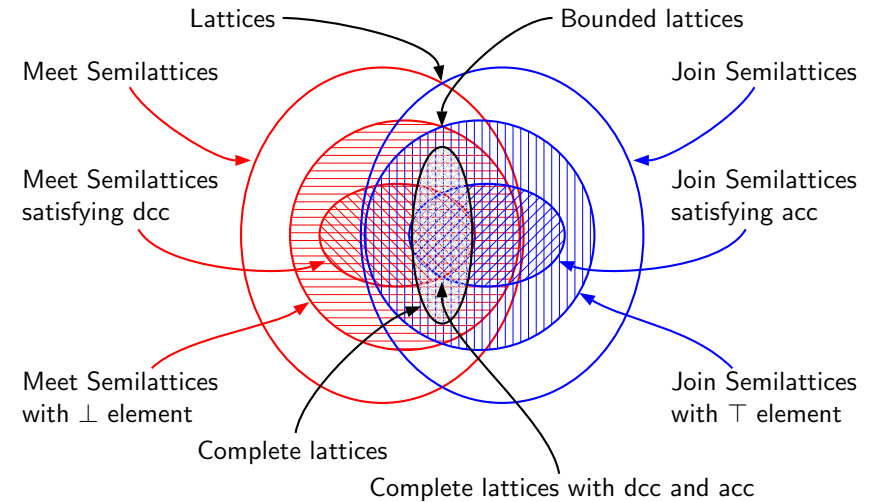 Lattices
Bounded lattices
Meet Semilattices
Join Semilattices
Meet Semilattices
satisfying dcc
Join Semilattices
satisfying acc
Meet Semilattices
with ⊥ element
Join Semilattices
with ⊤ element
Complete lattices
Complete lattices with dcc and acc